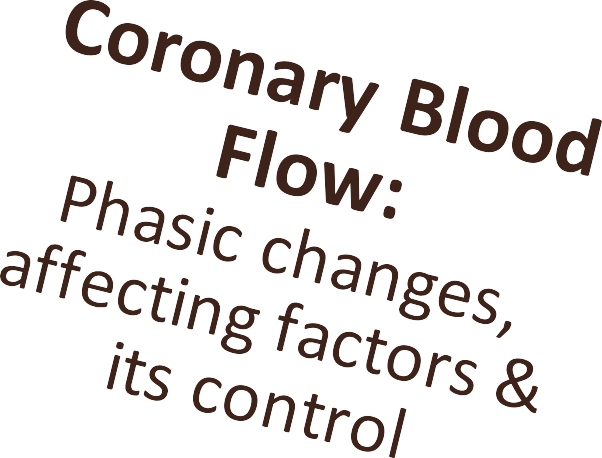 Coronary Blood
Flow:
Phasic changes,
affecting factors &
its control